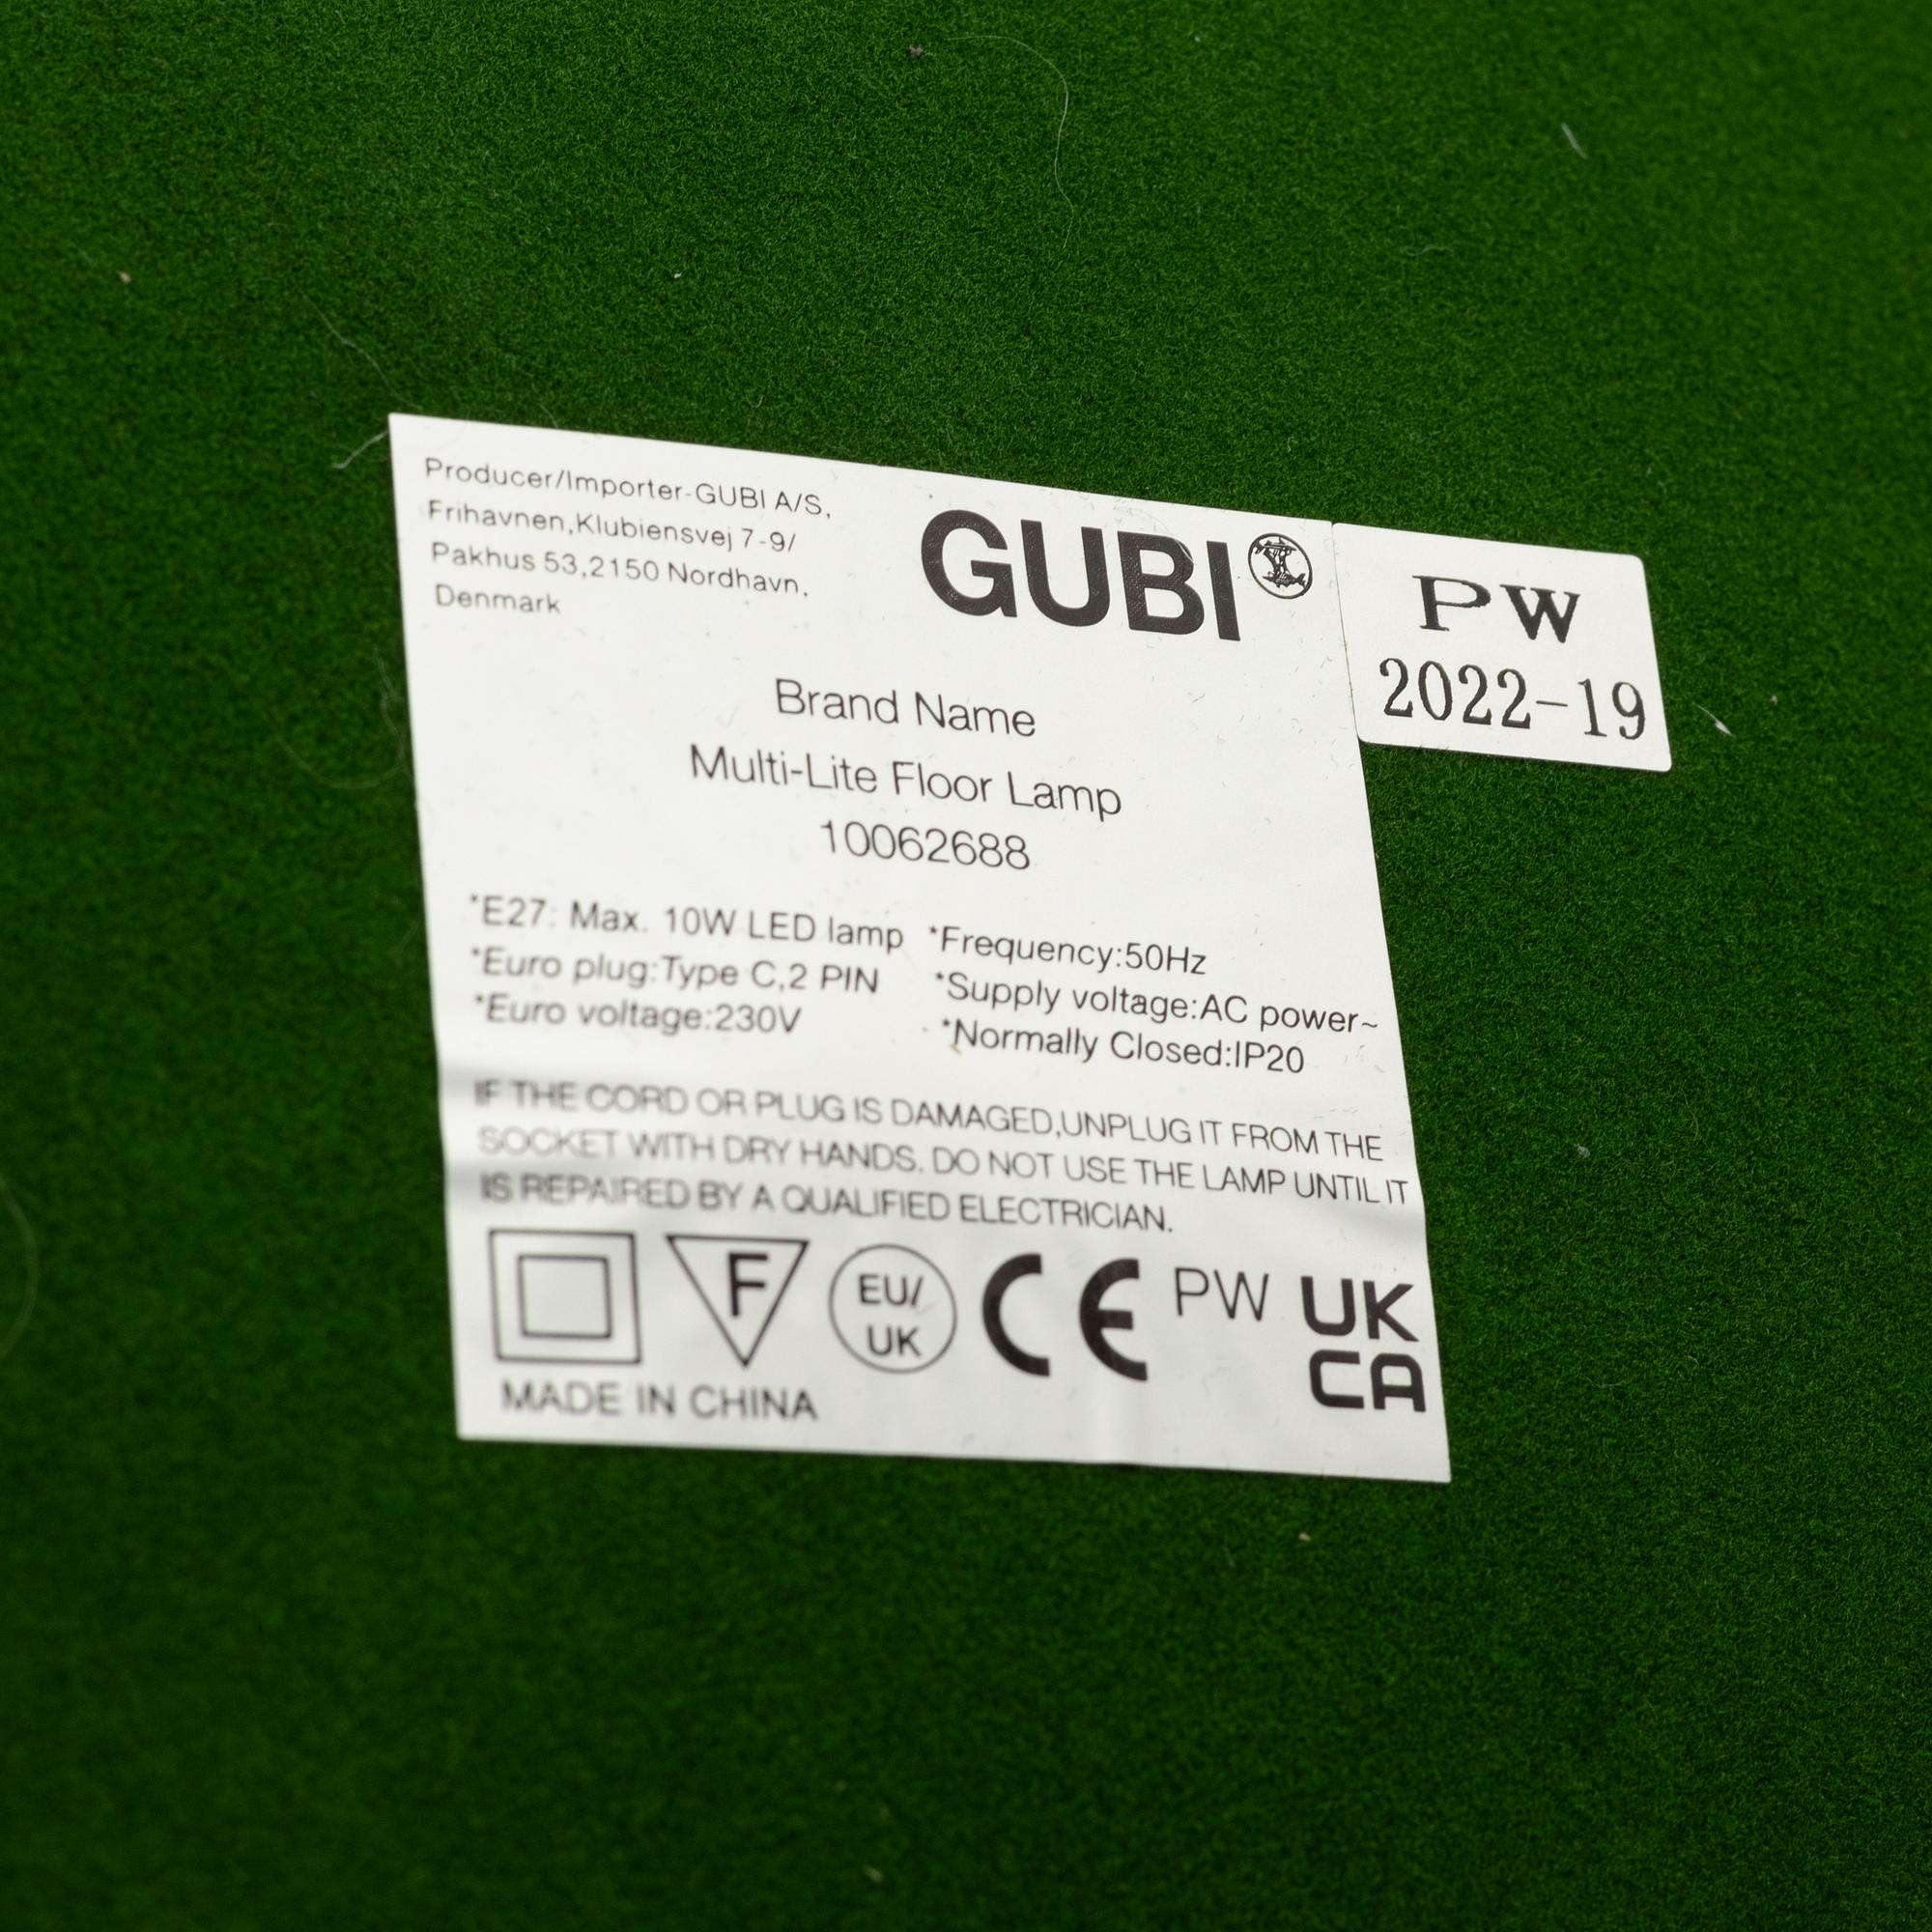 Producer/Importer-GUBI A/S,
Frihavnen,Klubiensvej 7-9/
Pakhus 53,2150 Nordhavn,
Denmark
GUBI
PW
2022-19
Brand Name
Multi-Lite Floor Lamp
10062688
*E27: Max. 10W LED lamp
*Euro plug:Type C,2 PIN
*Euro voltage:230V
*Frequency:50Hz
*Supply voltage:AC power~
*Normally Closed:IP20
IF THE CORD OR PLUG IS DAMAGED,UNPLUG IT FROM THE
SOCKET WITH DRY HANDS. DO NOT USE THE LAMP UNTIL IT
IS REPAIRED BY A QUALIFIED ELECTRICIAN.
F
EU/
UK
CE
PW
UK
CA
MADE IN CHINA